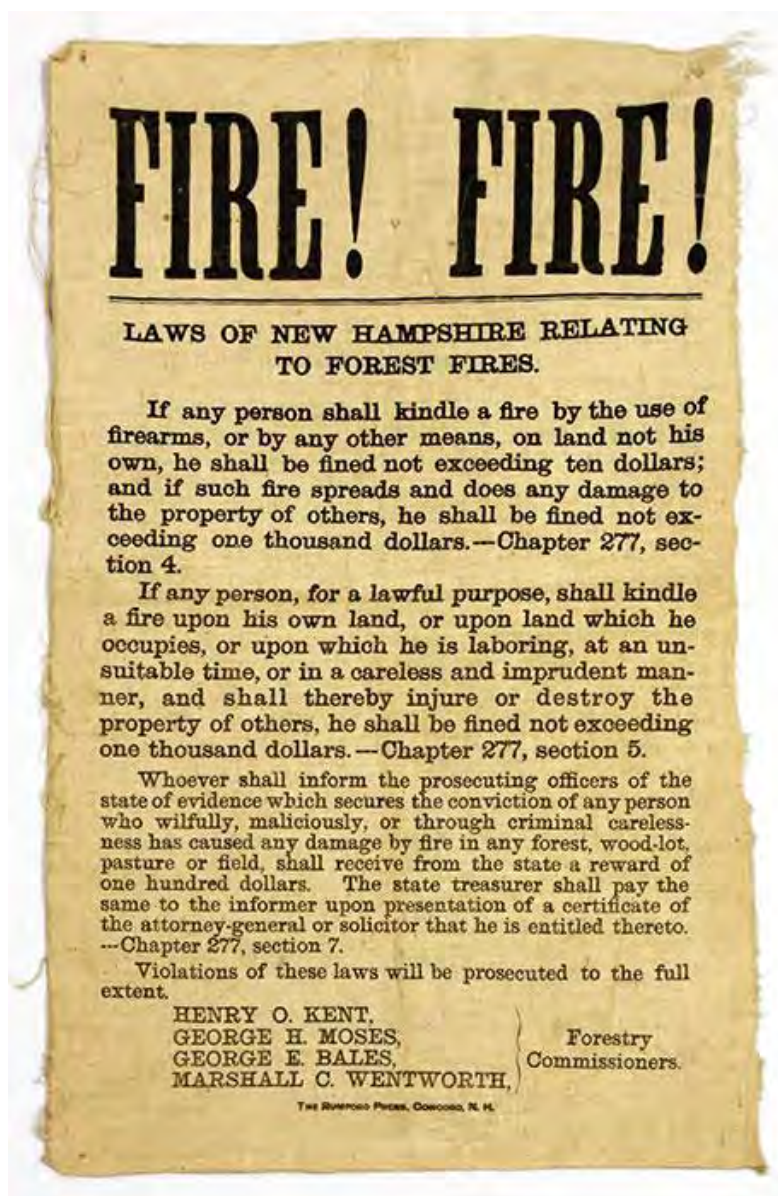 FIRE! FIRE!
LAWS OF NEW HAMPSHIRE RELATING
TO FOREST FIRES.
If any person shall kindle a fire by the use of
firearms, or by any other means, on land not his
own, he shall be fined not exceeding ten dollars;
and if such fire spreads and does any damage to
the property of others, he shall be fined not ex-
ceeding one thousand dollars.—Chapter 277, sec-
tion 4.
If any person, for a lawful purpose, shall kindle
a fire upon his own land, or upon land which he
occupies, or upon which he is laboring, at an un-
suitable time, or in a careless and imprudent man-
ner, and shall thereby injure or destroy the
property of others, he shall be fined not exceeding
one thousand dollars.—Chapter 277, section 5.
Whoever shall inform the prosecuting officers of the
state of evidence which secures the conviction of any person
who wilfully, maliciously, or through criminal careless-
ness has caused any damage by fire in any forest, wood-lot,
pasture or field, shall receive from the state a reward of
one hundred dollars. The state treasurer shall pay the
same to the informer upon presentation of a certificate of
the attorney-general or solicitor that he is entitled thereto.
—Chapter 277, section 7.
Violations of these laws will be prosecuted to the full
extent.
HENRY O. KENT,
GEORGE H. MOSES,
GEORGE E. BALES,
MARSHALL C. WENTWORTH,
Forestry
Commissioners.
THE RUMFORD PRESS, CONCORD, N. H.